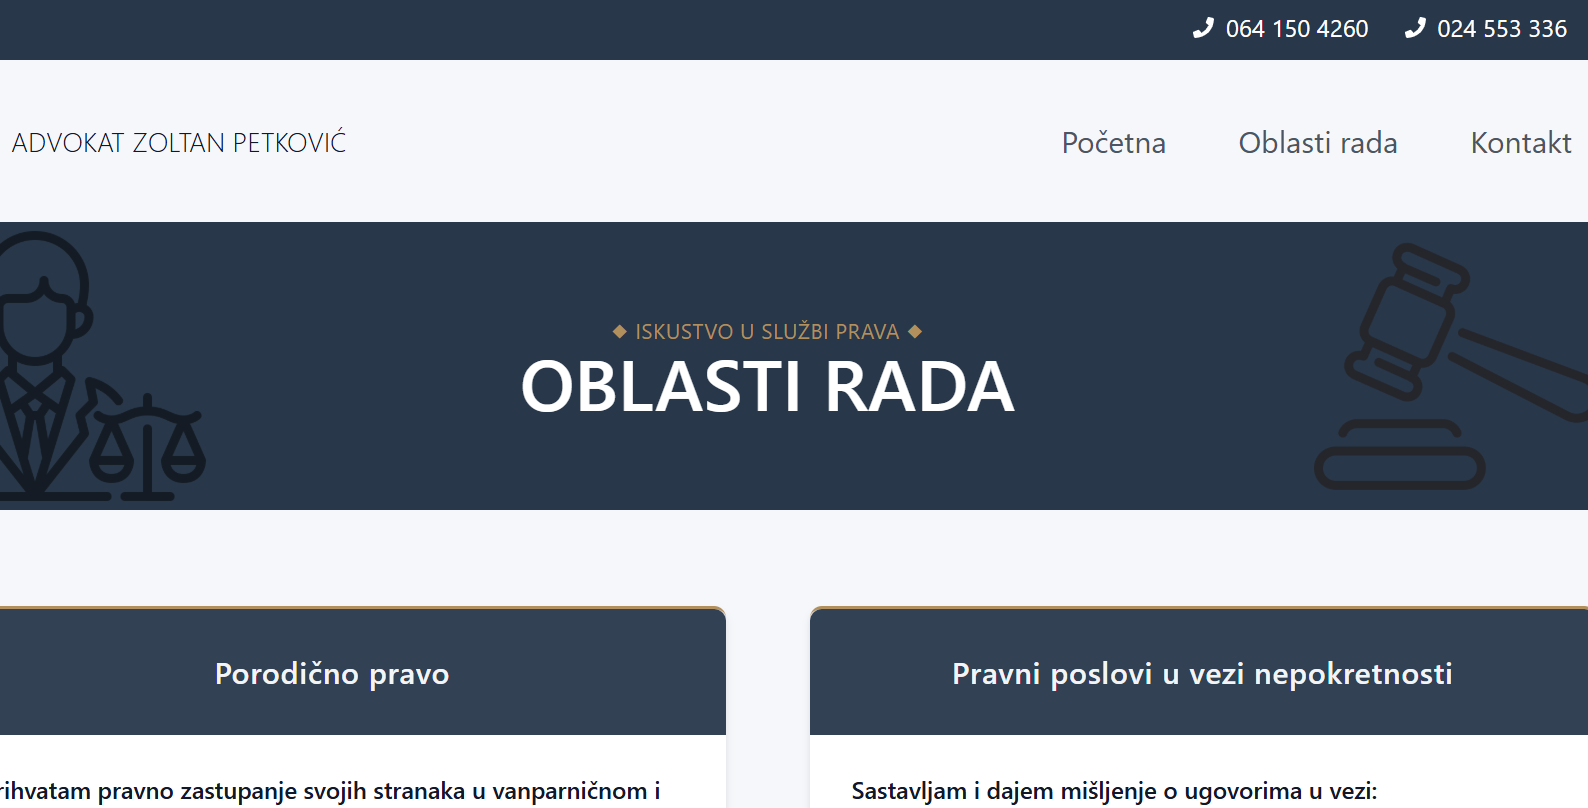 064 150 4260 024 553 336
ADVOKAT ZOLTAN PETKOVIĆ
Početna Oblasti rada Kontakt
◆ ISKUSTVO U SLUŽBI PRAVA ◆
OBLASTI RADA
Porodično pravo
pravno zastupanje svojih stranaka u vanparničnom i
Pravni poslovi u vezi nepokretnosti
Sastavljam i dajem mišljenje o ugovorima u vezi: